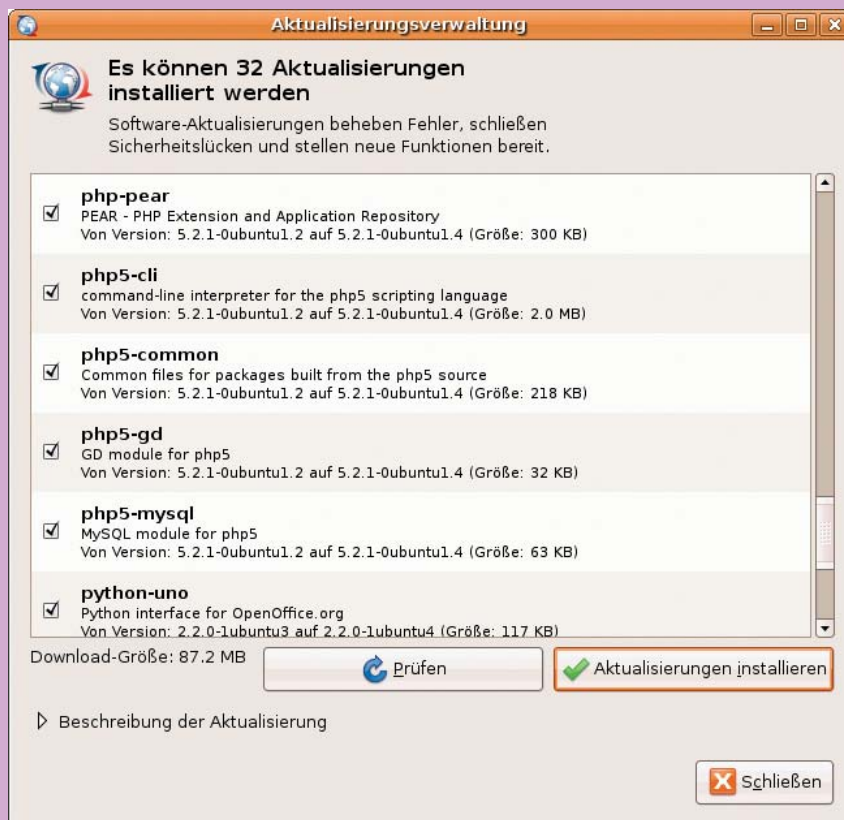 Aktualisierungsverwaltung
Es können 32 Aktualisierungen
installiert werden
Software-Aktualisierungen beheben Fehler, schließen
Sicherheitslücken und stellen neue Funktionen bereit.
php-pear
PEAR - PHP Extension and Application Repository
Von Version: 5.2.1-0ubuntu1.2 auf 5.2.1-0ubuntu1.4 (Größe: 300 KB)
php5-cli
command-line interpreter for the php5 scripting language
Von Version: 5.2.1-0ubuntu1.2 auf 5.2.1-0ubuntu1.4 (Größe: 2.0 MB)
php5-common
Common files for packages built from the php5 source
Von Version: 5.2.1-0ubuntu1.2 auf 5.2.1-0ubuntu1.4 (Größe: 218 KB)
php5-gd
GD module for php5
Von Version: 5.2.1-0ubuntu1.2 auf 5.2.1-0ubuntu1.4 (Größe: 32 KB)
php5-mysql
MySQL module for php5
Von Version: 5.2.1-0ubuntu1.2 auf 5.2.1-0ubuntu1.4 (Größe: 63 KB)
python-uno
Python interface for OpenOffice.org
Von Version: 2.2.0-1ubuntu3 auf 2.2.0-1ubuntu4 (Größe: 117 KB)
Download-Größe: 87.2 MB
Prüfen
Aktualisierungen installieren
Beschreibung der Aktualisierung
Schließen